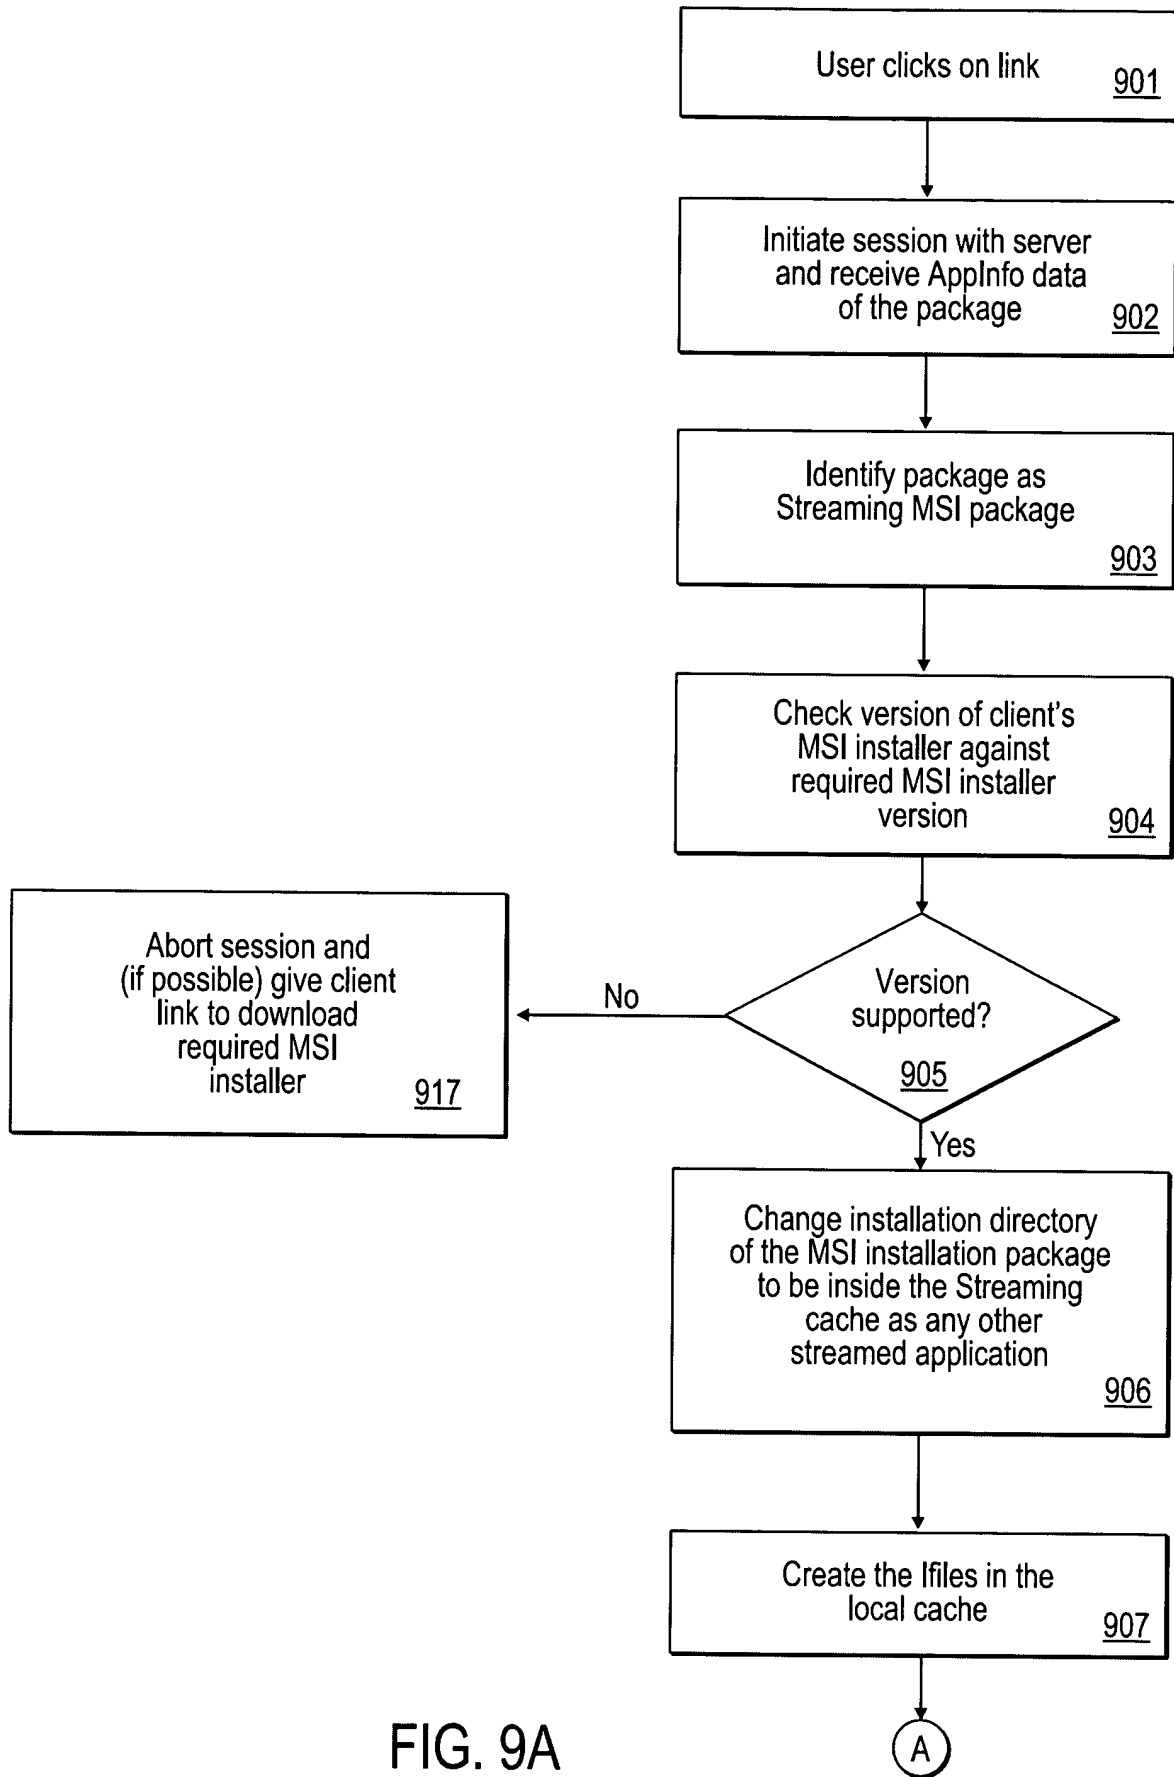 User clicks on link
901
Initiate session with server
and receive AppInfo data
of the package
902
Identify package as
Streaming MSI package
903
Check version of client's
MSI installer against
required MSI installer
version
904
Version
supported?
905
No
Abort session and
(if possible) give client
link to download
required MSI
installer
917
Yes
Change installation directory
of the MSI installation package
to be inside the Streaming
cache as any other
streamed application
906
Create the Ifiles in the
local cache
907
A
FIG. 9A